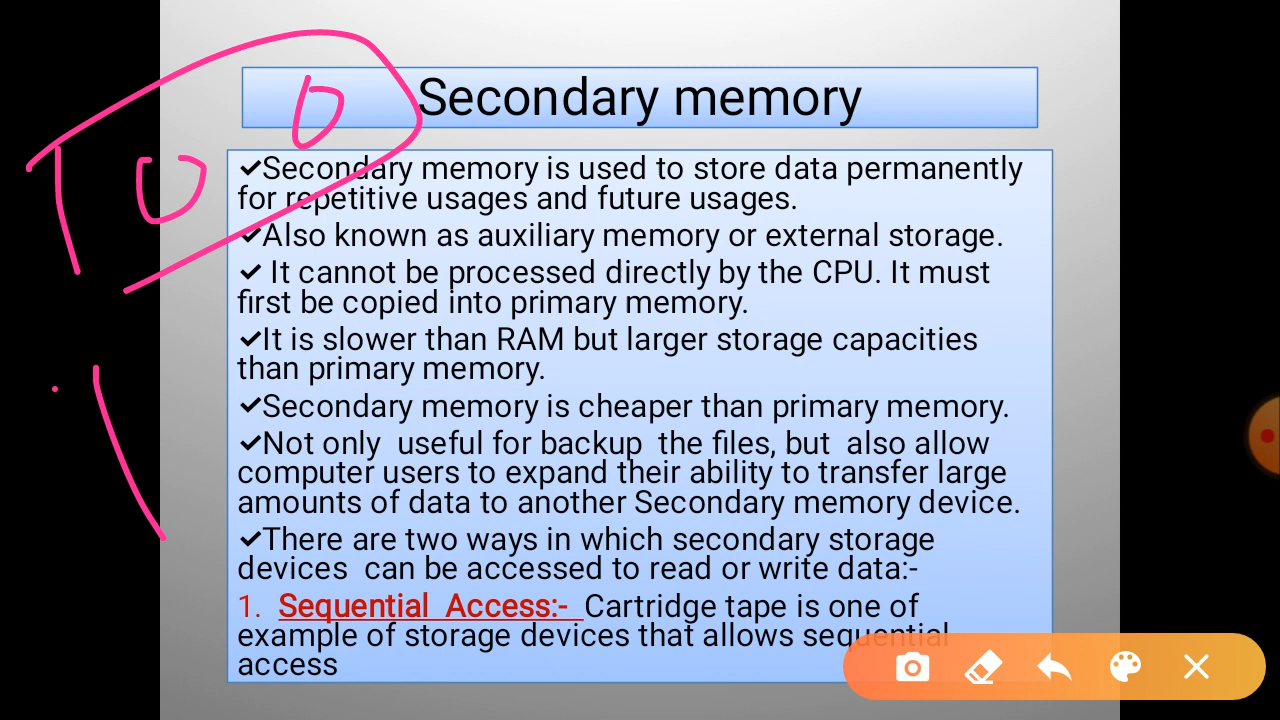 Secondary memory
✓Secondary memory is used to store data permanently
for repetitive usages and future usages.
✓Also known as auxiliary memory or external storage.
✓ It cannot be processed directly by the CPU. It must
first be copied into primary memory.
✓It is slower than RAM but larger storage capacities
than primary memory.
✓Secondary memory is cheaper than primary memory.
✓Not only useful for backup the files, but also allow
computer users to expand their ability to transfer large
amounts of data to another Secondary memory device.
✓There are two ways in which secondary storage
devices can be accessed to read or write data:-
1. Sequential Access:- Cartridge tape is one of
example of storage devices that allows sequential
access